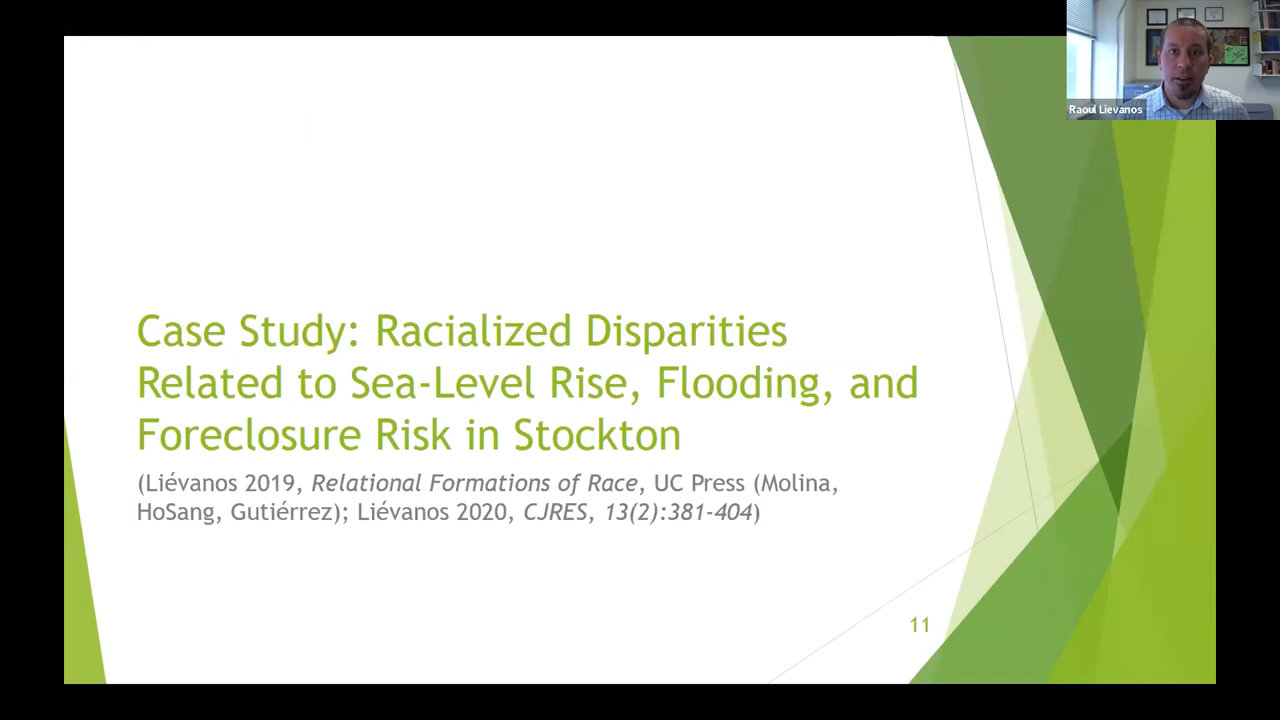 Raoul Lievanos
Case Study: Racialized Disparities
Related to Sea-Level Rise, Flooding, and
Foreclosure Risk in Stockton
(Liévanos 2019, Relational Formations of Race, UC Press (Molina,
HoSang, Gutiérrez); Liévanos 2020, CJRES, 13(2):381-404)
11